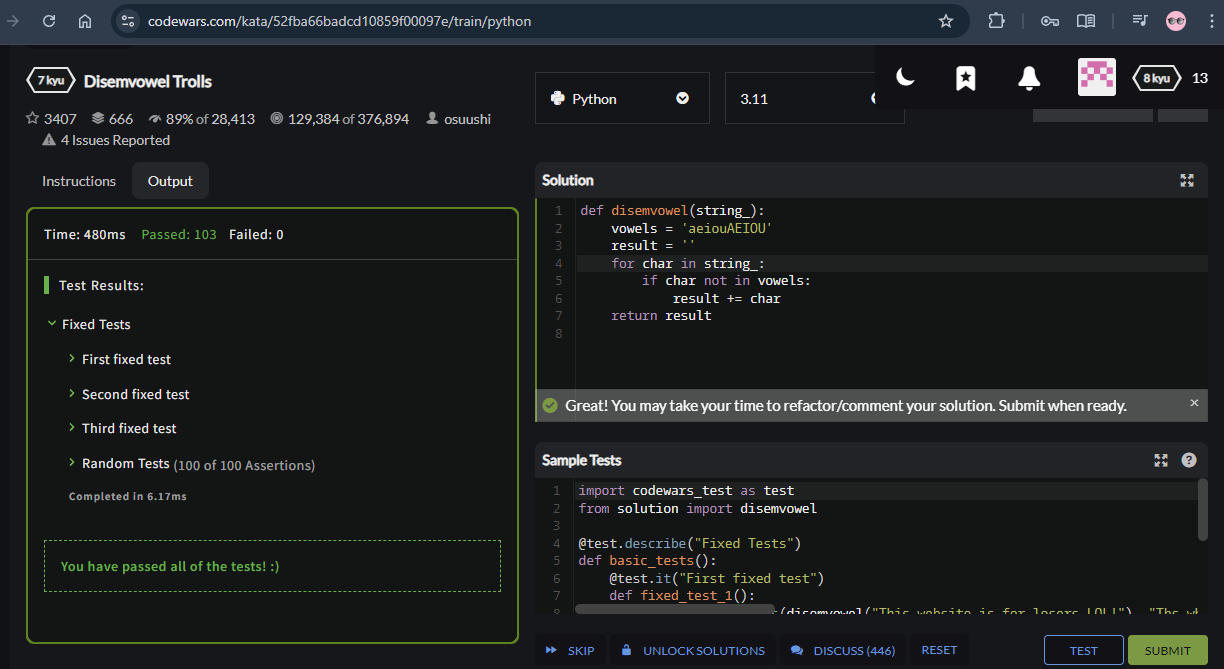 codewars.com/kata/52fba66badcd10859f00097e/train/python
7 kyu Disemvowel Trolls
3407 666 89% of 28,413 129,384 of 376,894 osuushi
4 Issues Reported
Python
3.11
8 kyu 13
Instructions Output
Time: 480ms Passed: 103 Failed: 0
Test Results:
Fixed Tests
First fixed test
Second fixed test
Third fixed test
Random Tests (100 of 100 Assertions)
Completed in 6.17ms
You have passed all of the tests! :)
Solution
1 def disemvowel(string_):
2 vowels = 'aeiouAEIOU'
3 result = ''
4 for char in string_:
5 if char not in vowels:
6 result += char
7 return result
8
Great! You may take your time to refactor/comment your solution. Submit when ready. ×
Sample Tests ?
1 import codewars_test as test
2 from solution import disemvowel
3
4 @test.describe("Fixed Tests")
5 def basic_tests():
6 @test.it("First fixed test")
7 def fixed_test_1():
8 (disemvowel("This website is for losers LOL!"), "Ths
SKIP UNLOCK SOLUTIONS DISCUSS (446) RESET TEST SUBMIT